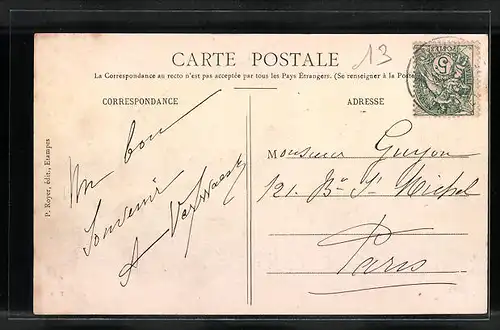 CARTE POSTALE
13
La Correspondance au recto n'est pas acceptée par tous les Pays Étrangers. (Se renseigner à la Poste
CORRESPONDANCE
ADRESSE
Un bon
Souvenir
A
Monsieur Guyon
121. Bd St Michel
Paris
P. Royer, édit., Etampes
5